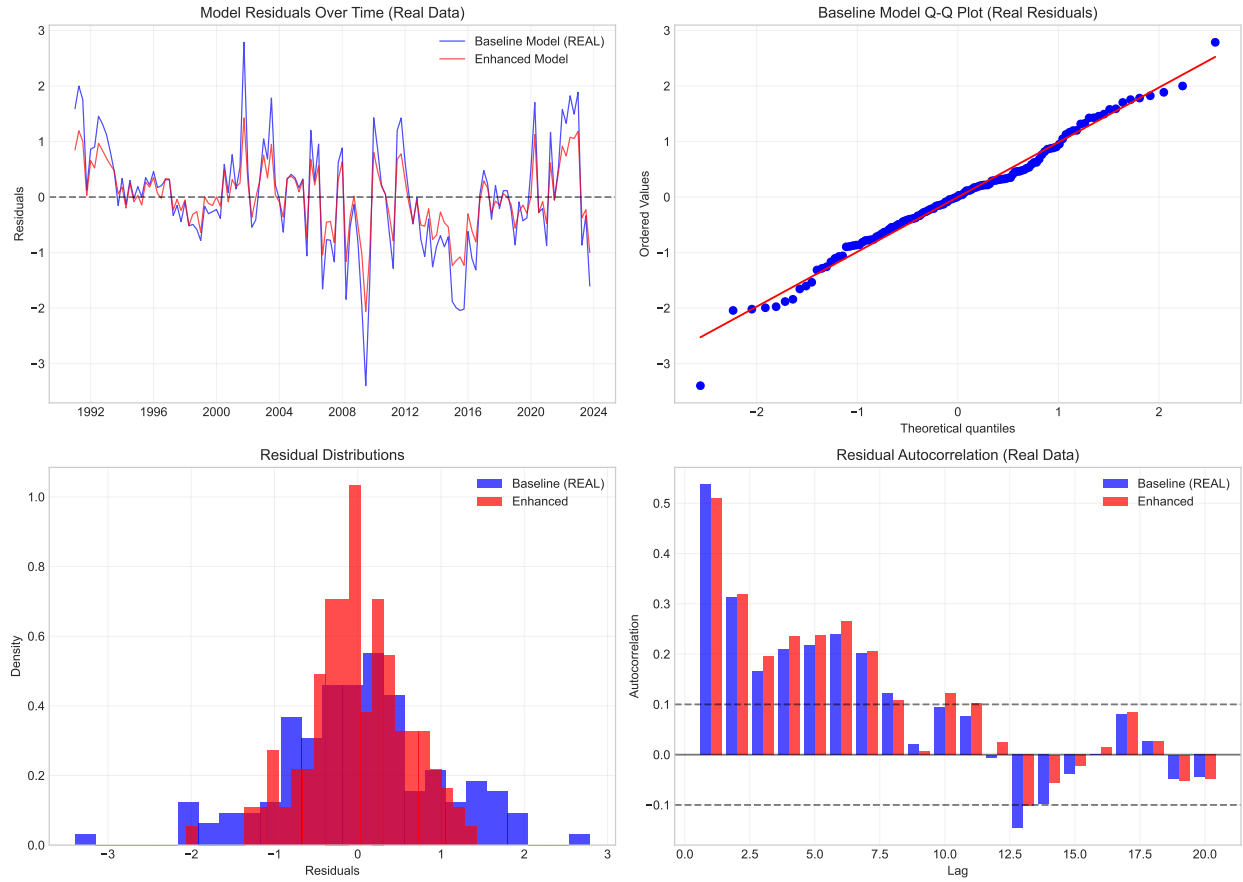 Model Residuals Over Time (Real Data)
Baseline Model (REAL)
Enhanced Model
Residuals
3
2
1
0
−1
−2
−3
1992 1996 2000 2004 2008 2012 2016 2020 2024
Baseline Model Q-Q Plot (Real Residuals)
Ordered Values
3
2
1
0
−1
−2
−3
−2 −1 0 1 2
Theoretical quantiles
Residual Distributions
Baseline (REAL)
Enhanced
Density
1.0
0.8
0.6
0.4
0.2
0.0
−3 −2 −1 0 1 2 3
Residuals
Residual Autocorrelation (Real Data)
Baseline (REAL)
Enhanced
Autocorrelation
0.5
0.4
0.3
0.2
0.1
0.0
−0.1
0.0 2.5 5.0 7.5 10.0 12.5 15.0 17.5 20.0
Lag